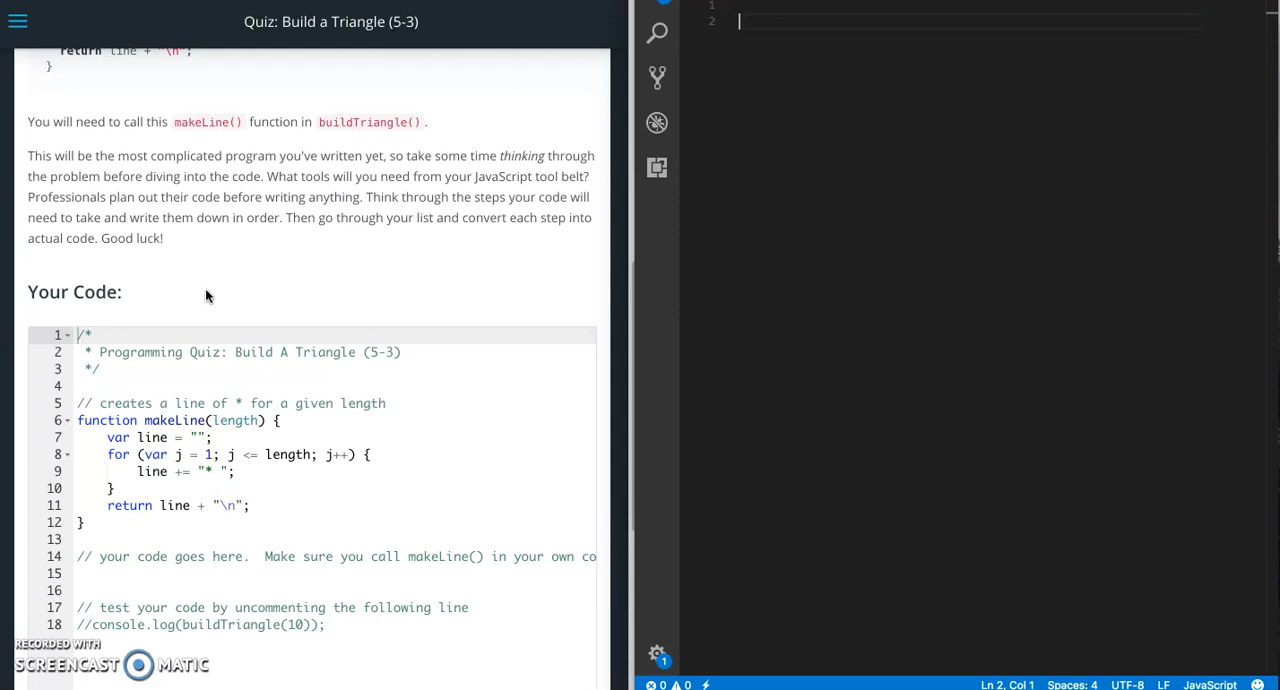 Quiz: Build a Triangle (5-3)
return line + "\n";
}
You will need to call this makeLine() function in buildTriangle().
This will be the most complicated program you've written yet, so take some time thinking through
the problem before diving into the code. What tools will you need from your JavaScript tool belt?
Professionals plan out their code before writing anything. Think through the steps your code will
need to take and write them down in order. Then go through your list and convert each step into
actual code. Good luck!
Your Code:
1 /*
2 * Programming Quiz: Build A Triangle (5-3)
3 */
4
5 // creates a line of * for a given length
6 function makeLine(length) {
7 var line = "";
8 for (var j = 1; j <= length; j++) {
9 line += "* ";
10 }
11 return line + "\n";
12 }
13
14 // your code goes here.  Make sure you call makeLine() in your own co
15
16
17 // test your code by uncommenting the following line
18 //console.log(buildTriangle(10));
RECORDED WITH
SCREENCAST MATIC
1
2
1
0 0 Ln 2, Col 1 Spaces: 4 UTF-8 LF JavaScript